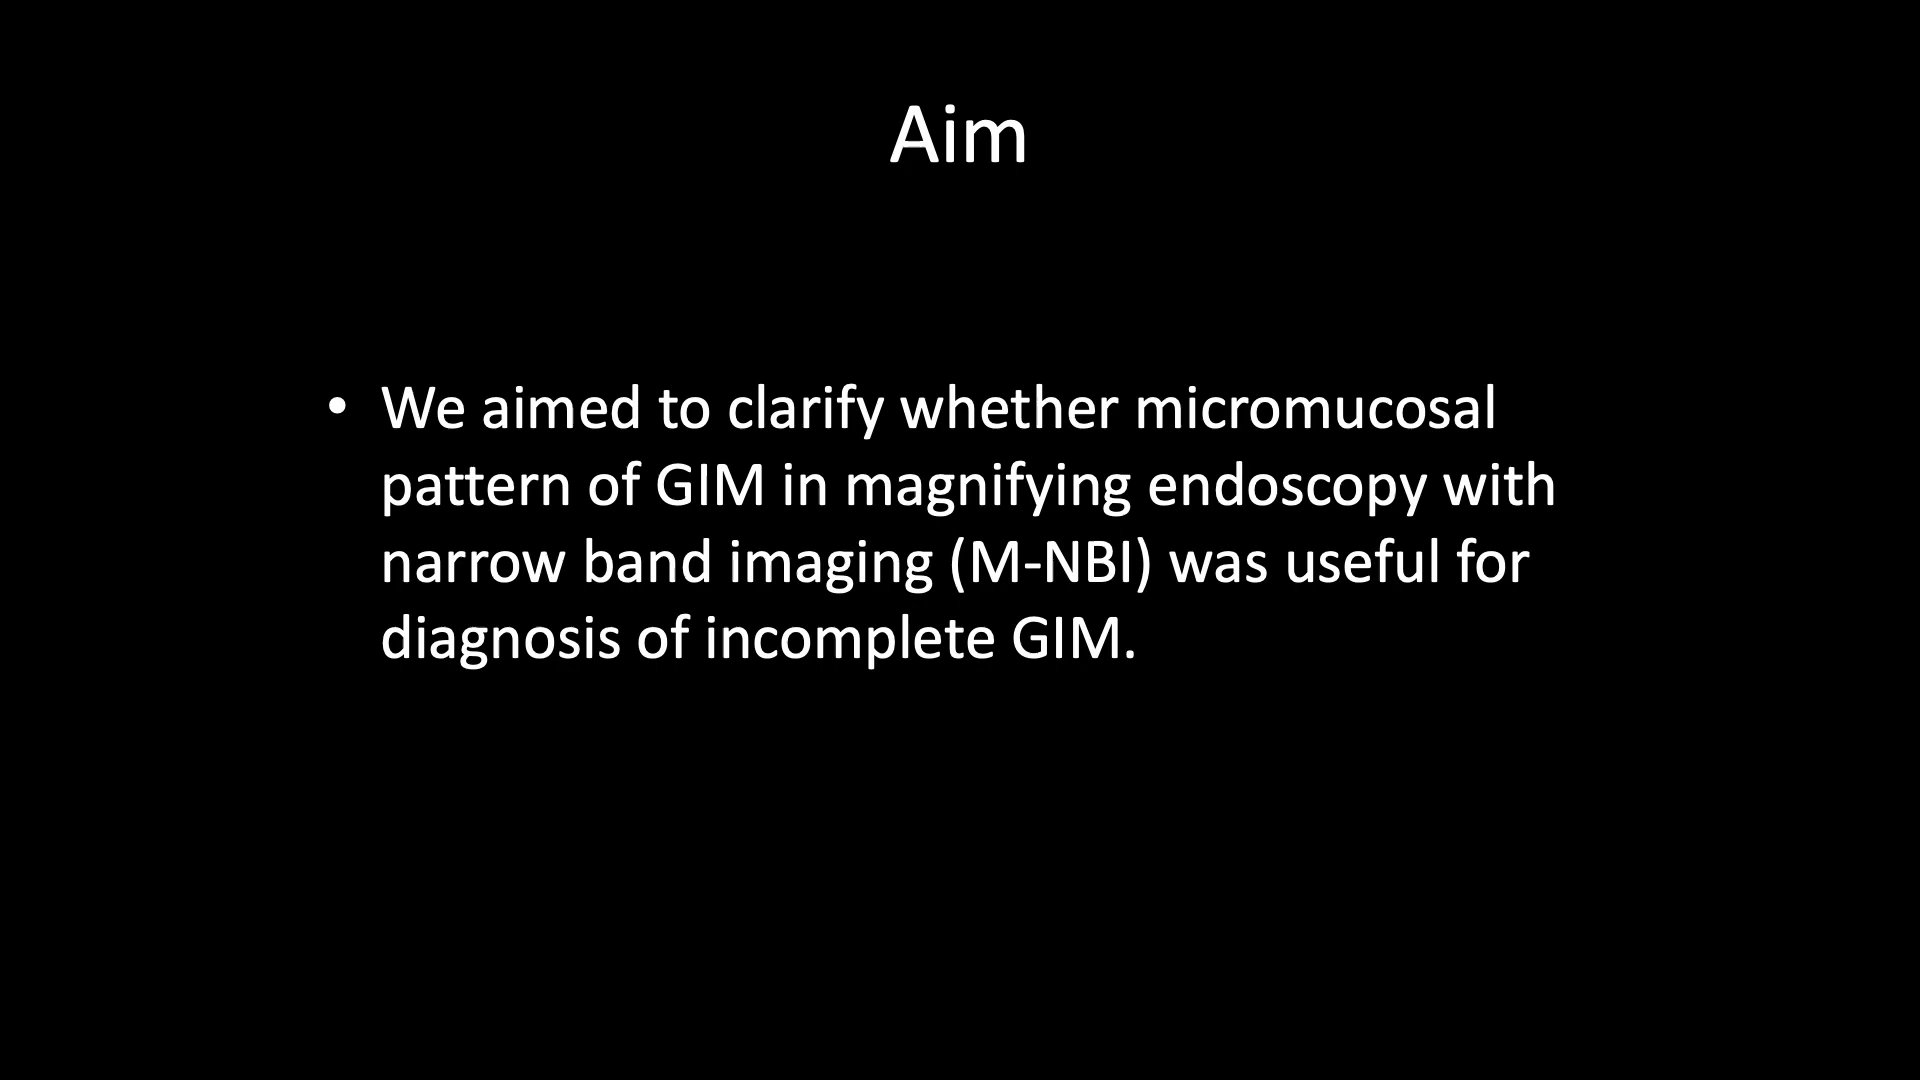 Aim
• We aimed to clarify whether micromucosal
pattern of GIM in magnifying endoscopy with
narrow band imaging (M-NBI) was useful for
diagnosis of incomplete GIM.